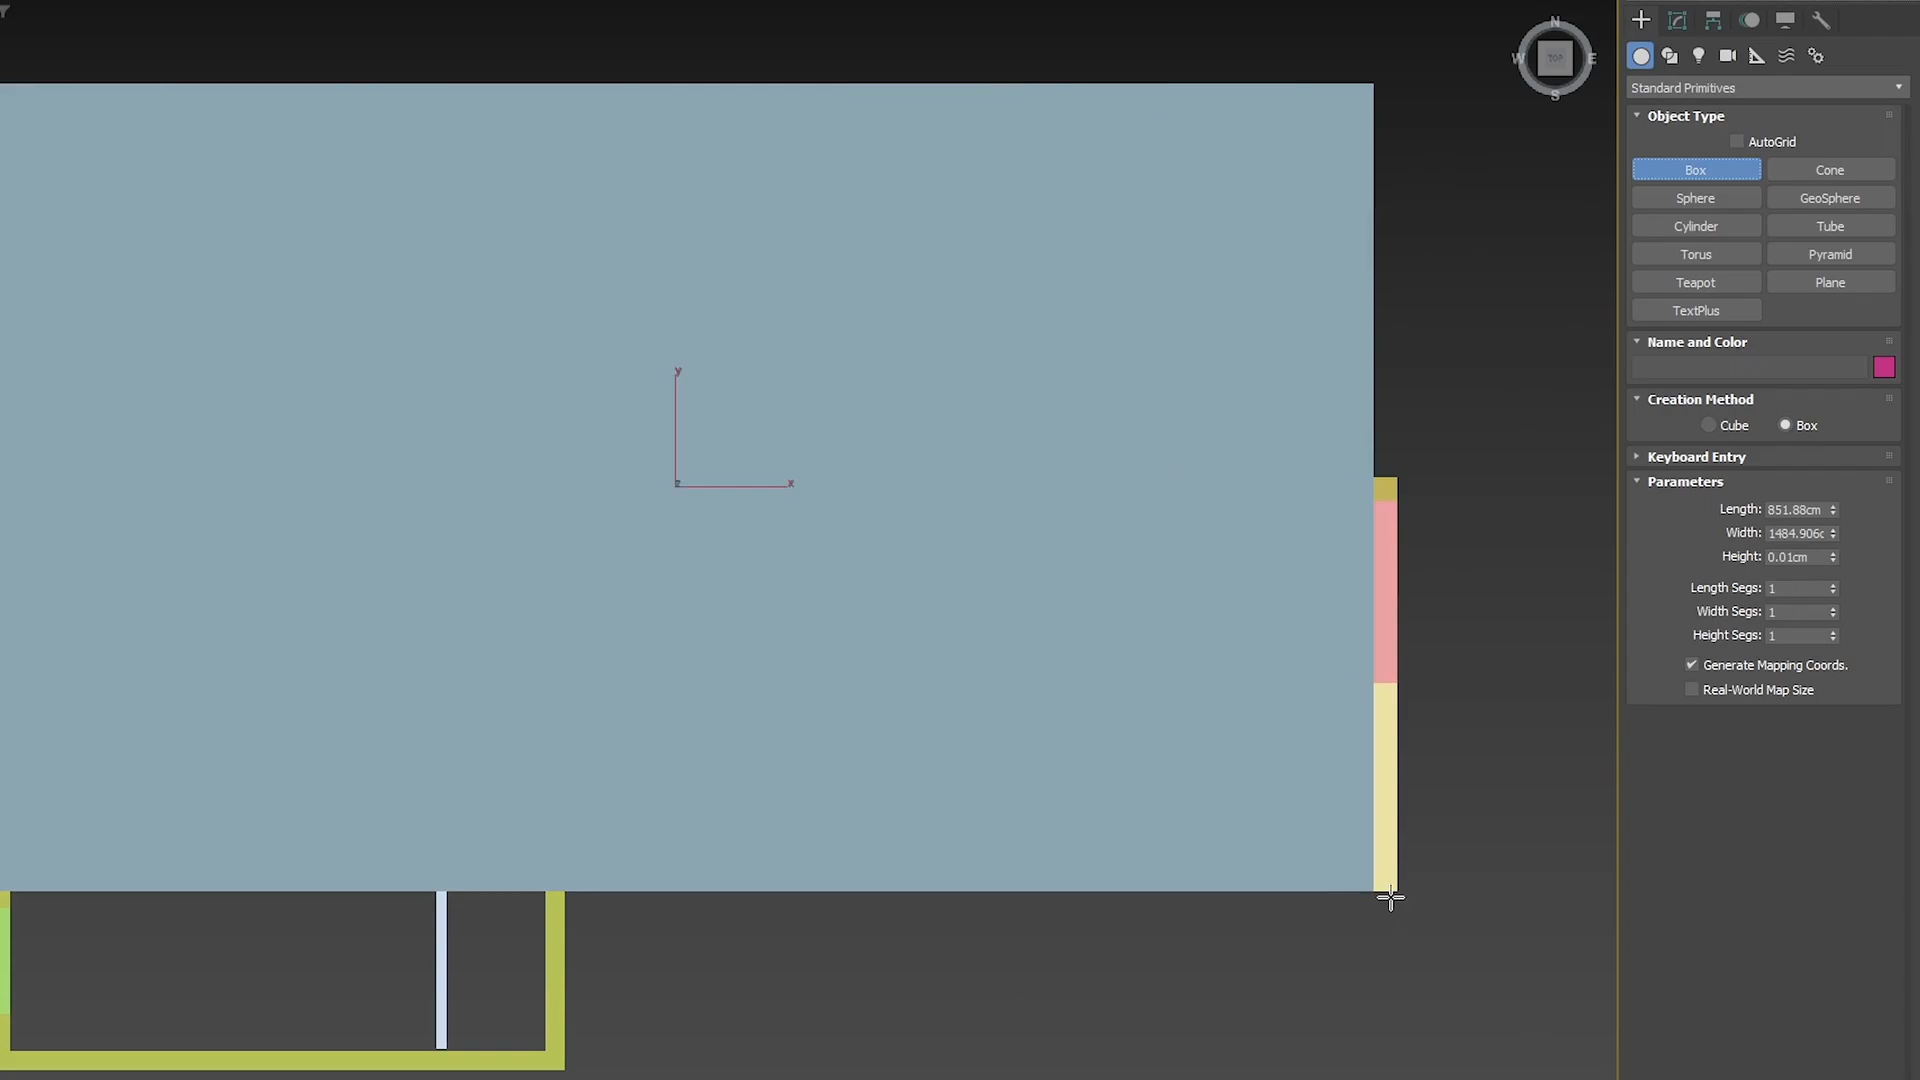 N
W TOP E
S
Standard Primitives
Object Type
AutoGrid
Box Cone
Sphere GeoSphere
Cylinder Tube
Torus Pyramid
Teapot Plane
TextPlus
Name and Color
Creation Method
Cube Box
Keyboard Entry
Parameters
Length: 851.88cm
Width: 1484.906c
Height: 0.01cm
Length Segs: 1
Width Segs: 1
Height Segs: 1
Generate Mapping Coords.
Real-World Map Size
y
z x